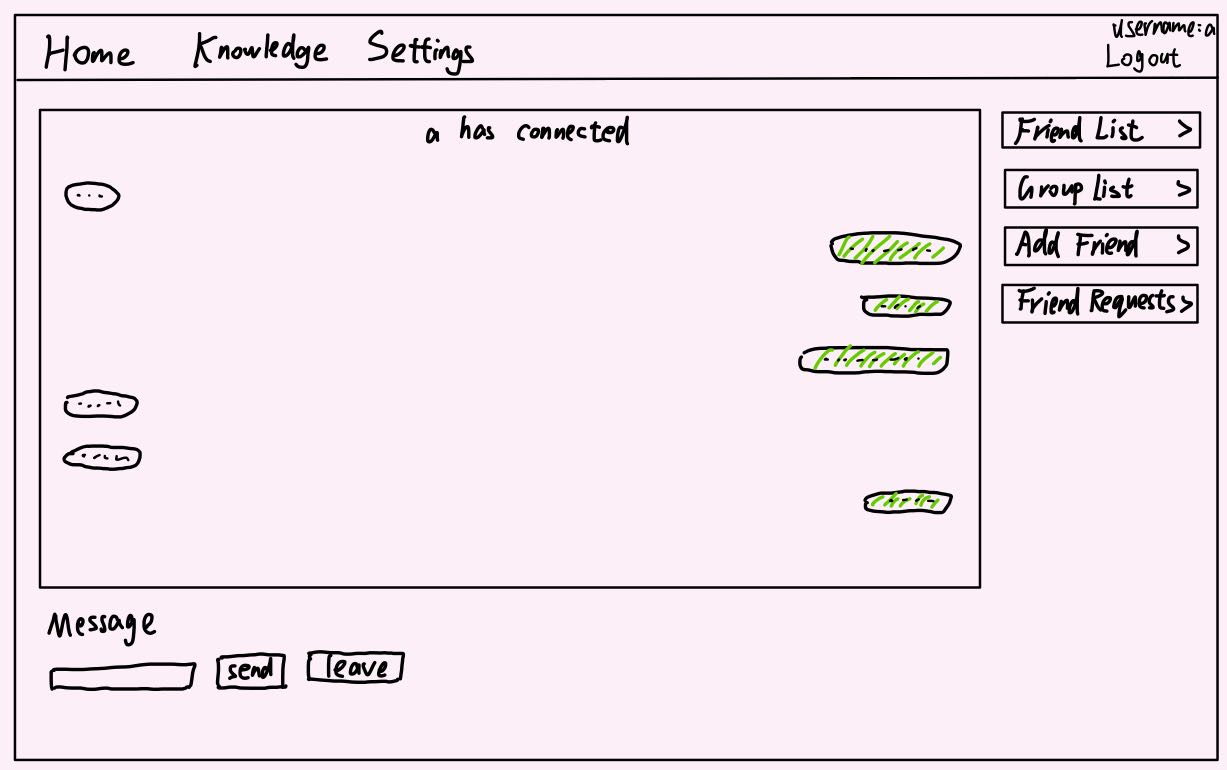 Home Knowledge Settings
username:a
Logout
a has connected
Friend List >
Group List >
Add Friend >
Friend Requests >
Message
send
leave